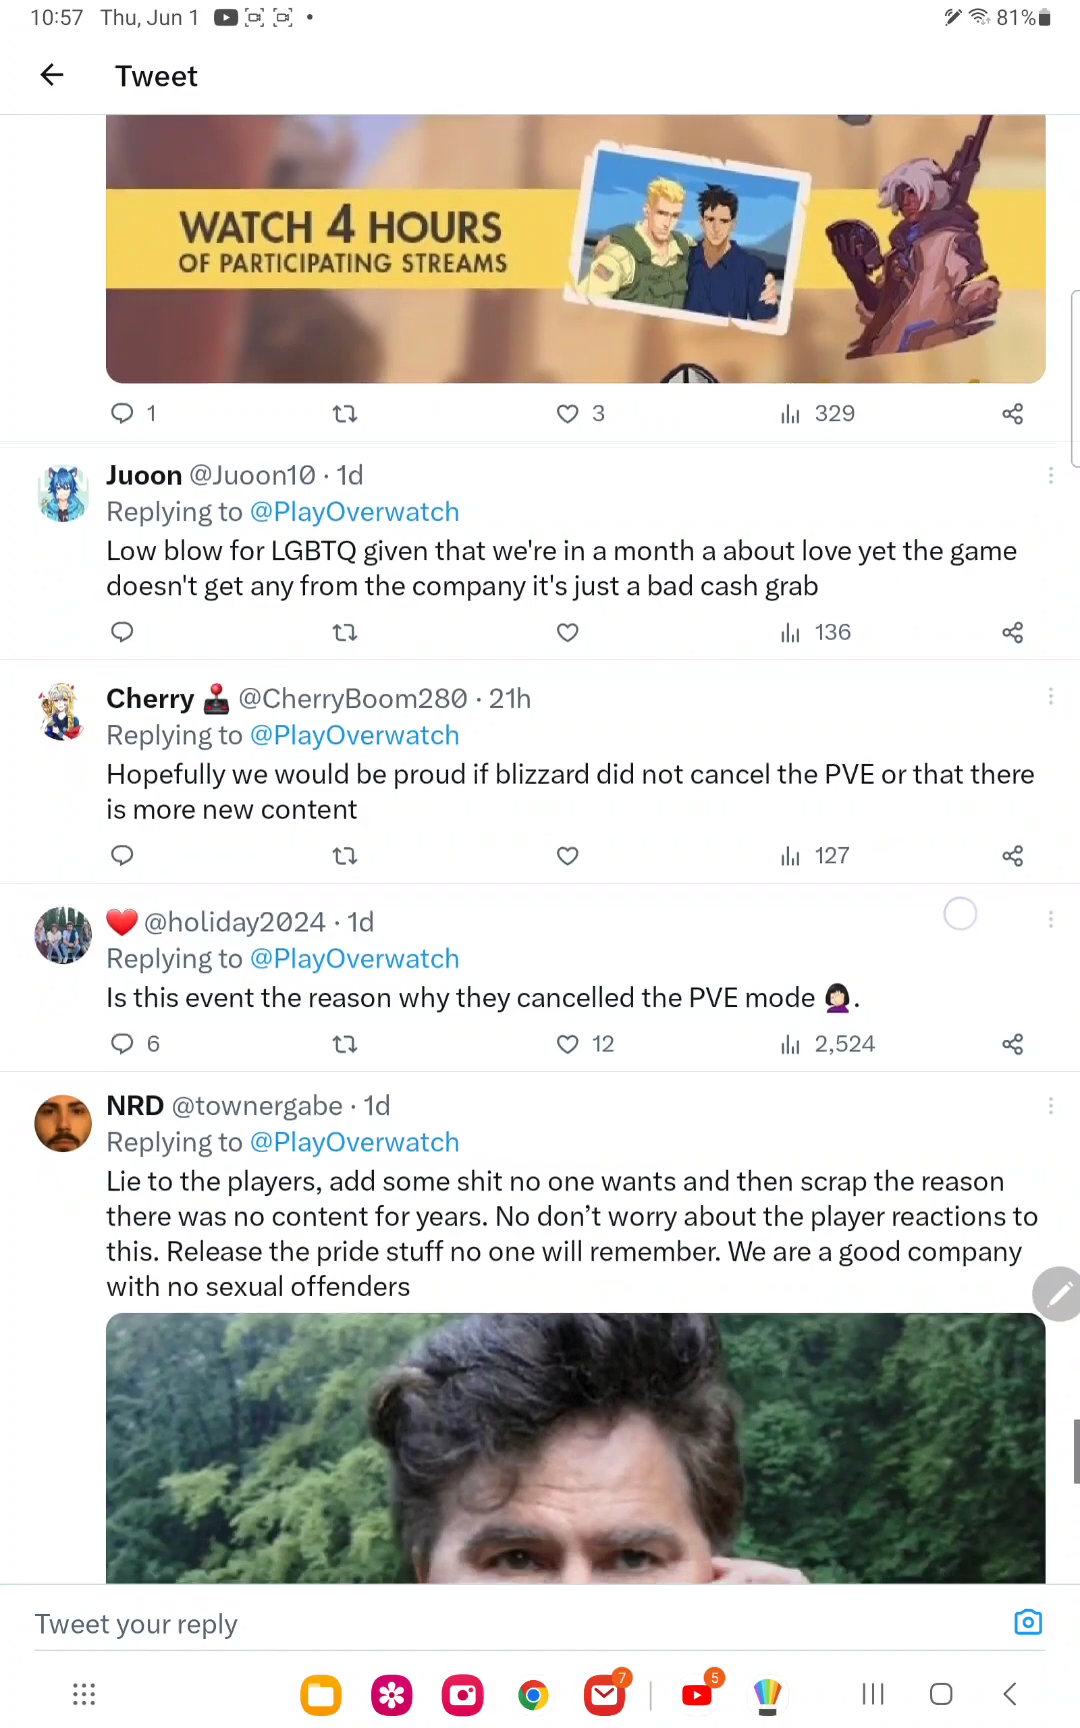 10:57 Thu, Jun 1
81%
Tweet
WATCH 4 HOURS
OF PARTICIPATING STREAMS
1 3 329
Juoon @Juoon10 · 1d
Replying to @PlayOverwatch
Low blow for LGBTQ given that we're in a month a about love yet the game
doesn't get any from the company it's just a bad cash grab
136
Cherry 🕹️ @CherryBoom280 · 21h
Replying to @PlayOverwatch
Hopefully we would be proud if blizzard did not cancel the PVE or that there
is more new content
127
❤️ @holiday2024 · 1d
Replying to @PlayOverwatch
Is this event the reason why they cancelled the PVE mode 🤦🏻‍♀️.
6 12 2,524
NRD @townergabe · 1d
Replying to @PlayOverwatch
Lie to the players, add some shit no one wants and then scrap the reason
there was no content for years. No don’t worry about the player reactions to
this. Release the pride stuff no one will remember. We are a good company
with no sexual offenders
Tweet your reply
7 5